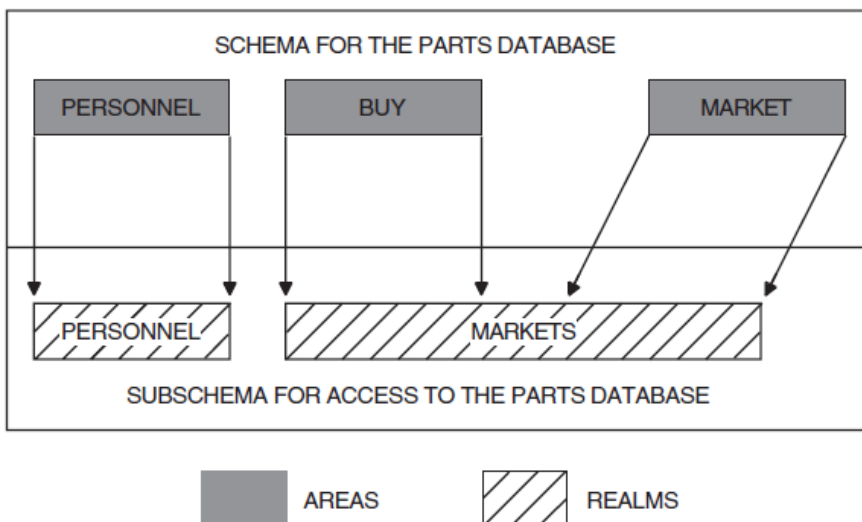 SCHEMA FOR THE PARTS DATABASE
PERSONNEL
BUY
MARKET
PERSONNEL
MARKETS
SUBSCHEMA FOR ACCESS TO THE PARTS DATABASE
AREAS
REALMS